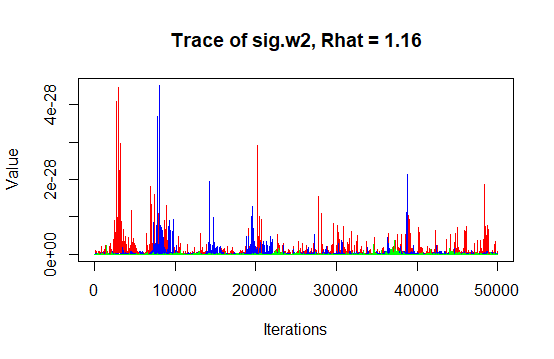 Trace of sig.w2, Rhat = 1.16
Value
4e-28
2e-28
0e+00
0 10000 20000 30000 40000 50000
Iterations